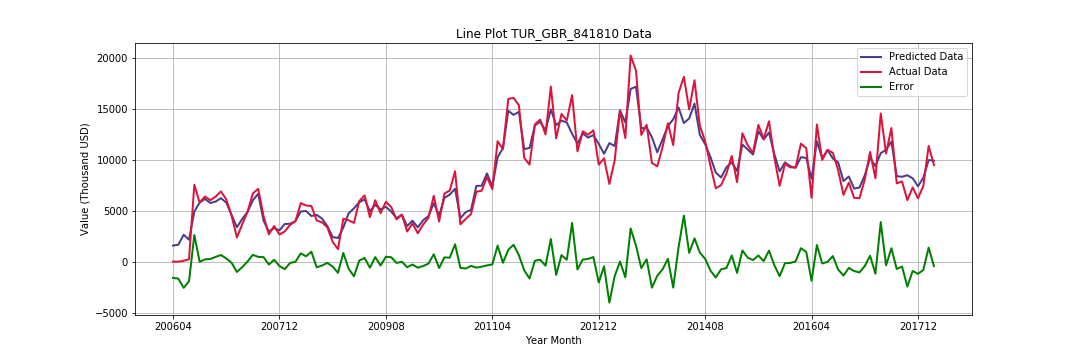 Line Plot TUR_GBR_841810 Data
Predicted Data
Actual Data
Error
Value (Thousand USD)
20000
15000
10000
5000
0
−5000
200604 200712 200908 201104 201212 201408 201604 201712
Year Month